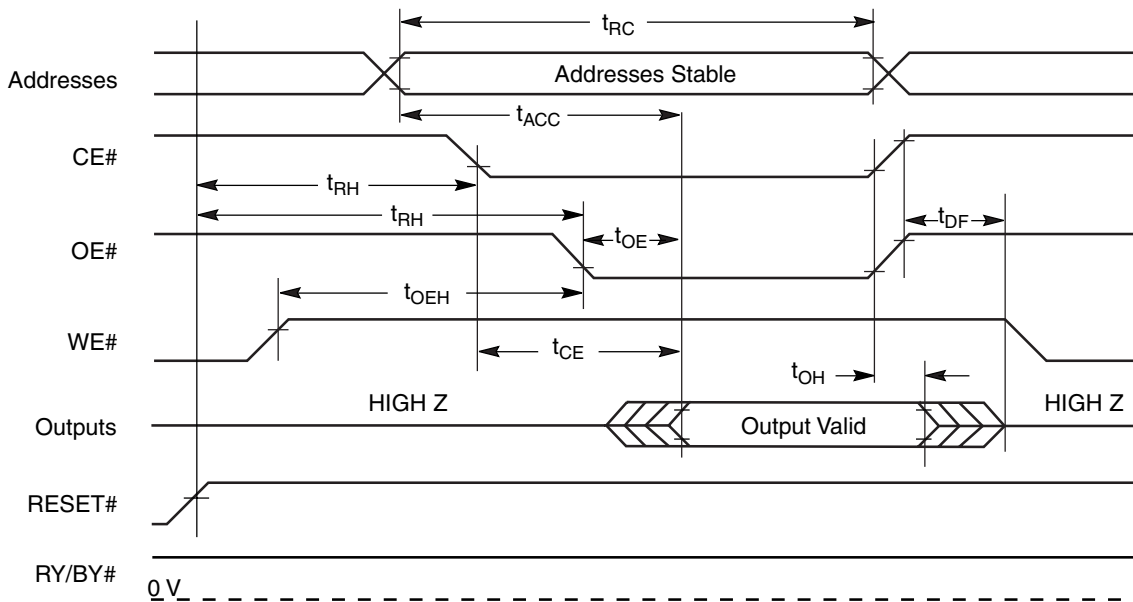 tRC
Addresses
Addresses Stable
tACC
CE#
tRH
tRH
tDF
OE#
tOE
tOEH
WE#
tCE
tOH
HIGH Z
HIGH Z
Outputs
Output Valid
RESET#
RY/BY#
0 V